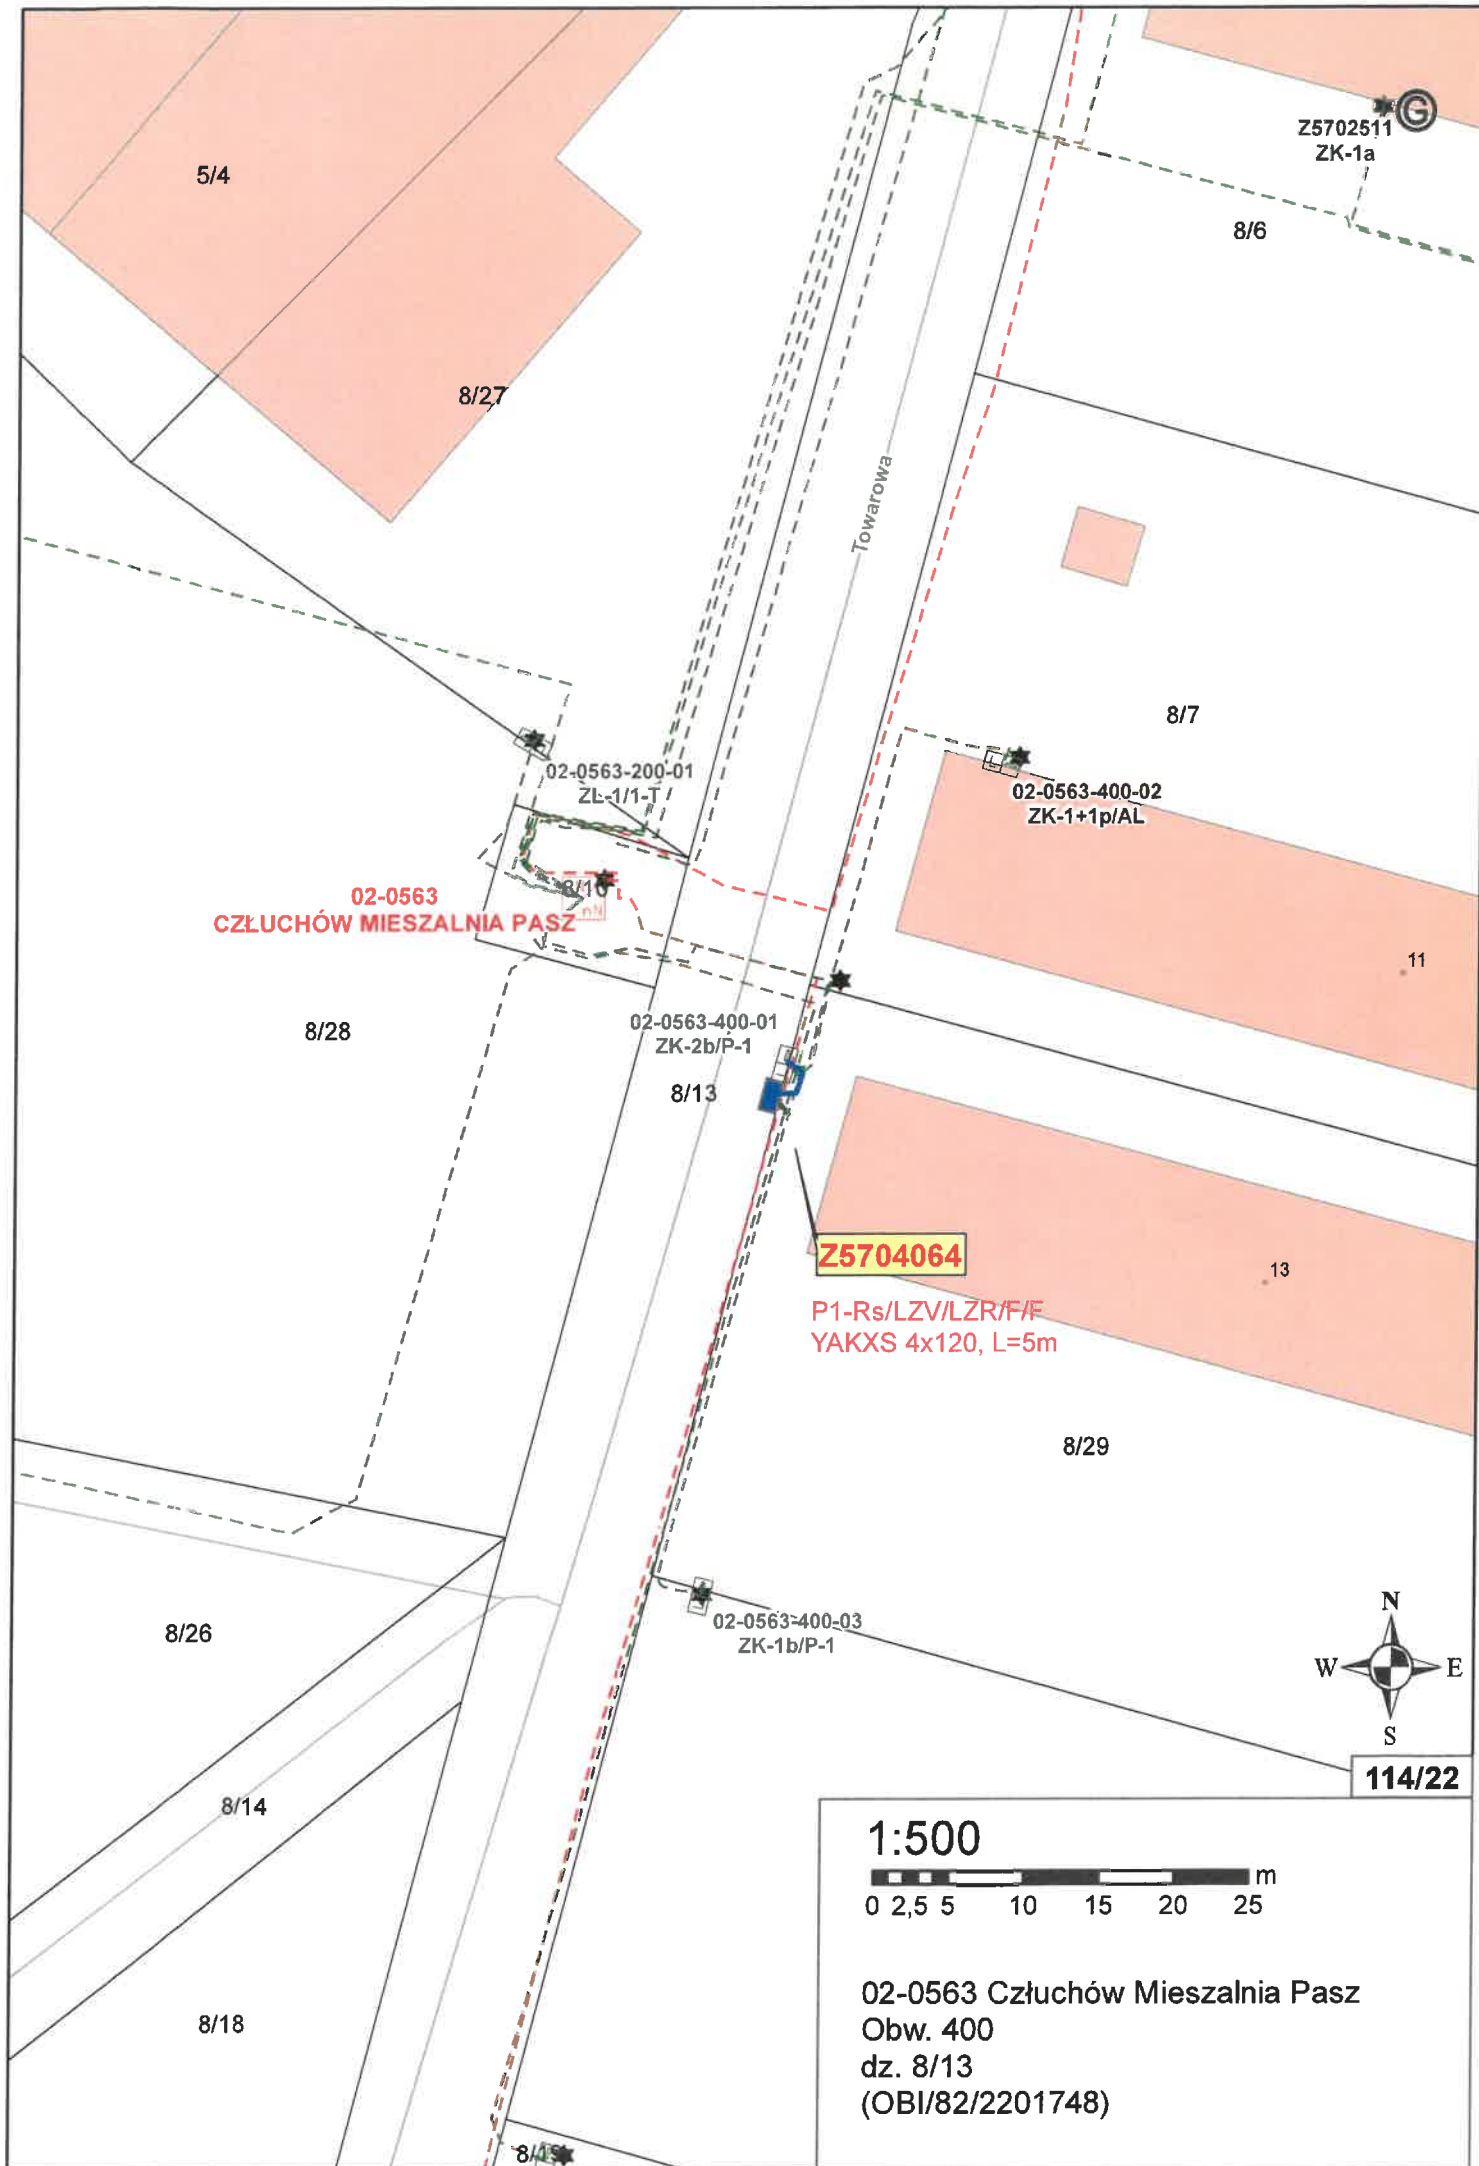 G
Z5702511
ZK-1a
5/4
8/6
8/27
Towarowa
8/7
02-0563-200-01
ZL-1/1-T
02-0563-400-02
ZK-1+1p/AL
8/10
nN
02-0563
CZŁUCHÓW MIESZALNIA PASZ
11
8/28
02-0563-400-01
ZK-2b/P-1
8/13
Z5704064
13
P1-Rs/LZV/LZR/F/F
YAKXS 4x120, L=5m
8/29
8/26
02-0563-400-03
ZK-1b/P-1
N
W E
S
114/22
8/14
1:500
m
0 2,5 5 10 15 20 25
8/18
02-0563 Człuchów Mieszalnia Pasz
Obw. 400
dz. 8/13
(OBI/82/2201748)